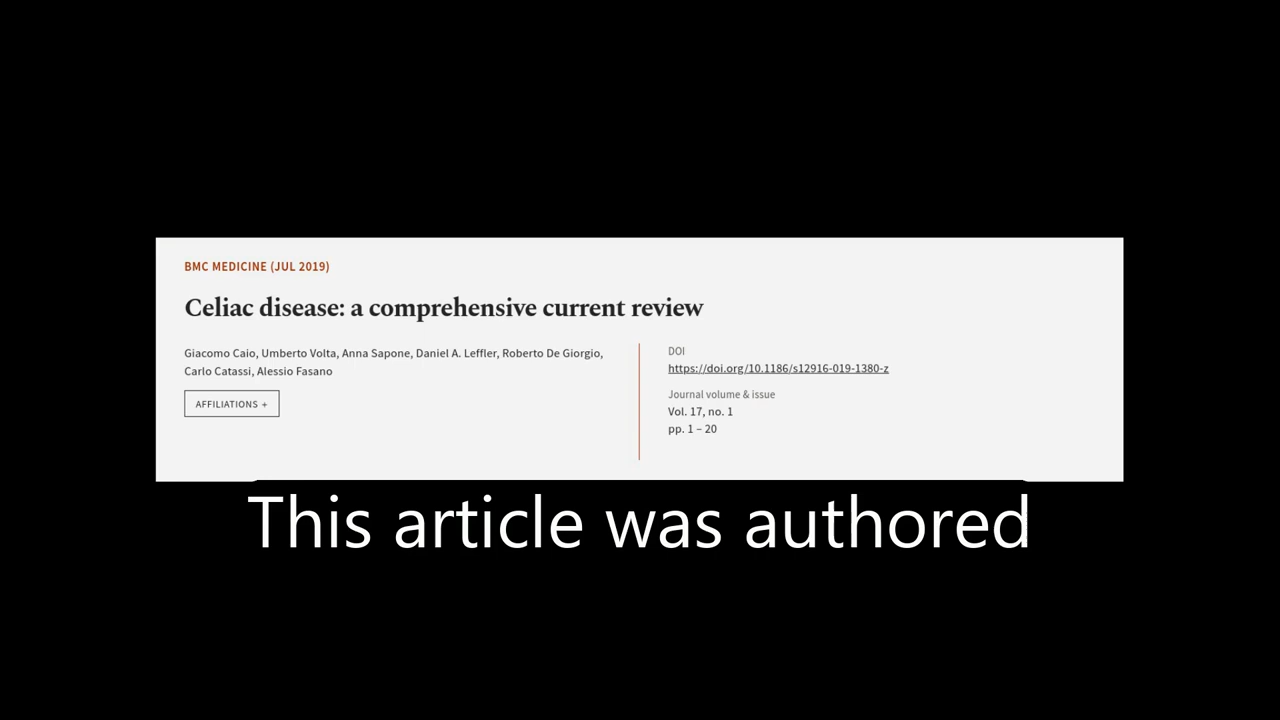 BMC MEDICINE (JUL 2019)
Celiac disease: a comprehensive current review
Giacomo Caio, Umberto Volta, Anna Sapone, Daniel A. Leffler, Roberto De Giorgio,
Carlo Catassi, Alessio Fasano
AFFILIATIONS +
DOI
https://doi.org/10.1186/s12916-019-1380-z
Journal volume & issue
Vol. 17, no. 1
pp. 1 – 20
This article was authored